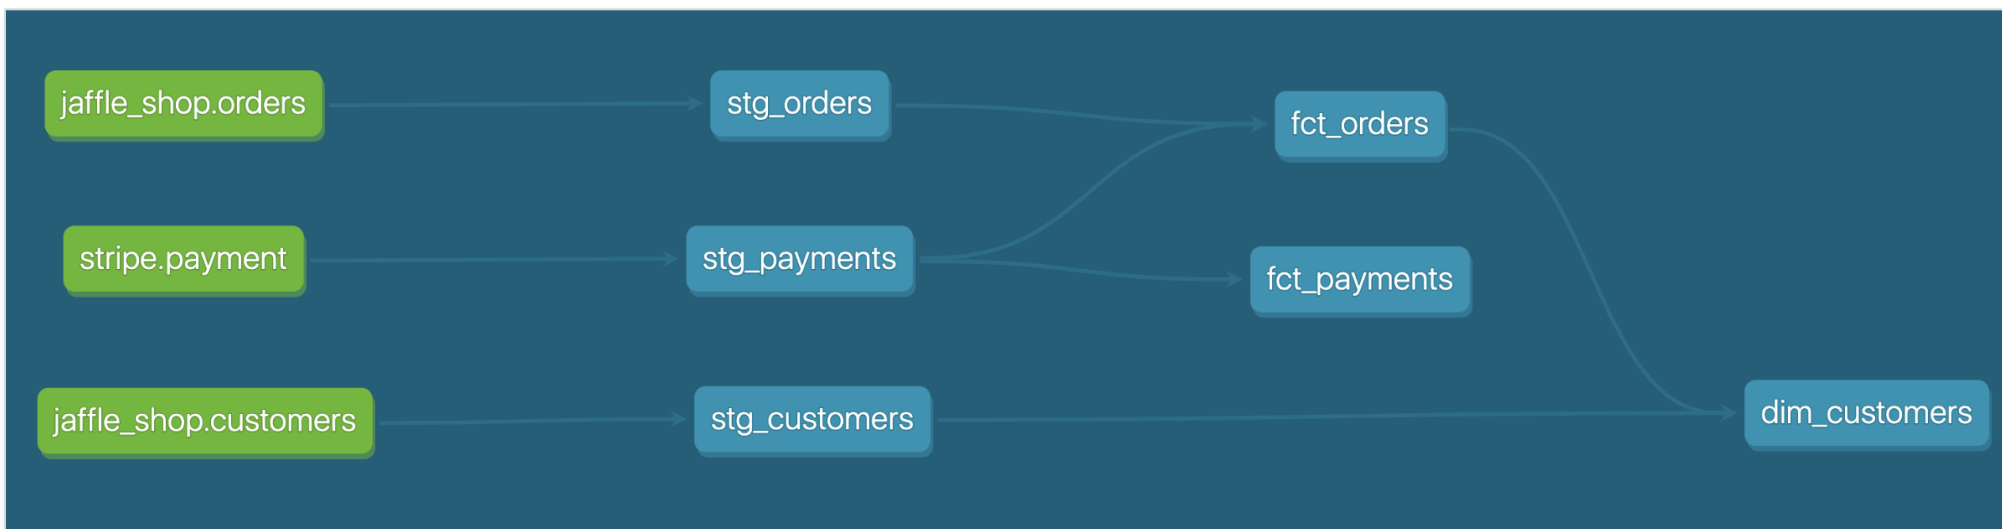 jaffle_shop.orders
stg_orders
fct_orders
stripe.payment
stg_payments
fct_payments
jaffle_shop.customers
stg_customers
dim_customers